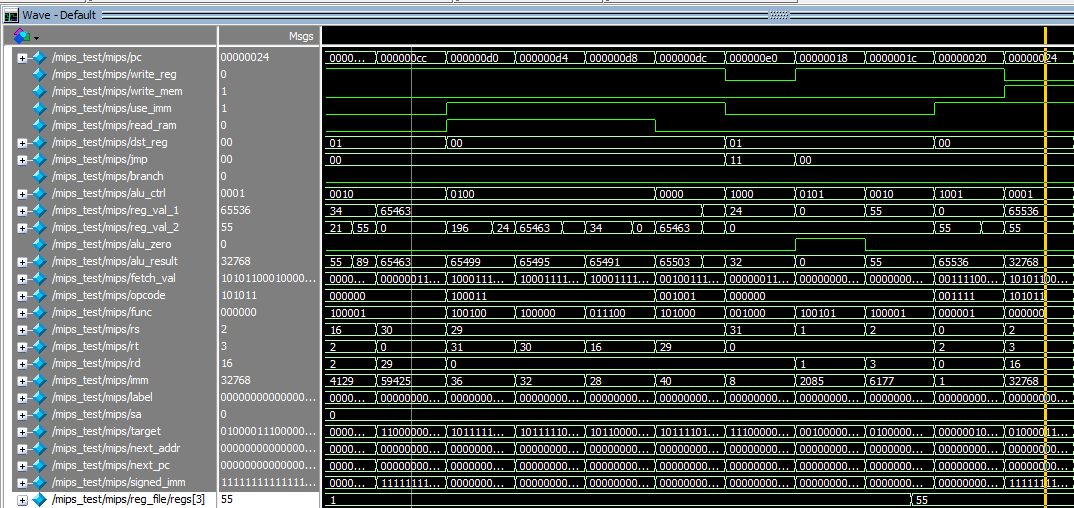 Wave - Default
Msgs
/mips_test/mips/pc 00000024 0000... 000000cc 000000d0 000000d4 000000d8 000000dc 000000e0 00000018 0000001c 00000020 00000024
/mips_test/mips/write_reg 0
/mips_test/mips/write_mem 1
/mips_test/mips/use_imm 1
/mips_test/mips/read_ram 0
/mips_test/mips/dst_reg 00 01 00 01 00
/mips_test/mips/jmp 00 00 11 00
/mips_test/mips/branch 0
/mips_test/mips/alu_ctrl 0001 0010 0100 0000 1000 0101 0010 1001 0001
/mips_test/mips/reg_val_1 65536 34 65463 24 0 55 0 65536
/mips_test/mips/reg_val_2 55 21 55 0 196 24 65463 34 0 65463 0 55 55
/mips_test/mips/alu_zero 0
/mips_test/mips/alu_result 32768 55 89 65463 65499 65495 65491 65503 32 0 55 65536 32768
/mips_test/mips/fetch_val 10101100010000... 0000... 00000011... 1000111... 10001111... 10001111... 00100111... 00000011... 0000000... 00000000... 00111100... 10101100...
/mips_test/mips/opcode 101011 000000 100011 001001 000000 001111 101011
/mips_test/mips/func 000000 100001 100100 100000 011100 101000 001000 100101 100001 000001 000000
/mips_test/mips/rs 2 16 30 29 31 1 2 0 2
/mips_test/mips/rt 3 2 0 31 30 16 29 0 2 3
/mips_test/mips/rd 16 2 29 0 1 3 0 16
/mips_test/mips/imm 32768 4129 59425 36 32 28 40 8 2085 6177 1 32768
/mips_test/mips/label 00000000000000... 0000... 00000000... 0000000... 00000000... 00000000... 00000000... 00000000... 0000000... 00000000... 00000000... 00000000...
/mips_test/mips/sa 0 0
/mips_test/mips/target 01000011100000... 0000... 11000000... 1011111... 10111110... 10110000... 10111101... 11100000... 0010000... 0100000... 00000010... 01000011...
/mips_test/mips/next_addr 00000000000000... 0000... 00000000... 0000000... 00000000... 00000000... 00000000... 00000000... 0000000... 00000000... 00000000... 00000000...
/mips_test/mips/next_pc 00000000000000... 0000... 00000000... 0000000... 00000000... 00000000... 00000000... 00000000... 0000000... 00000000... 00000000... 00000000...
/mips_test/mips/signed_imm 11111111111111... 0000... 11111111... 0000000... 00000000... 00000000... 00000000... 00000000... 0000000... 00000000... 00000000... 11111111...
/mips_test/mips/reg_file/regs[3] 55 1 55